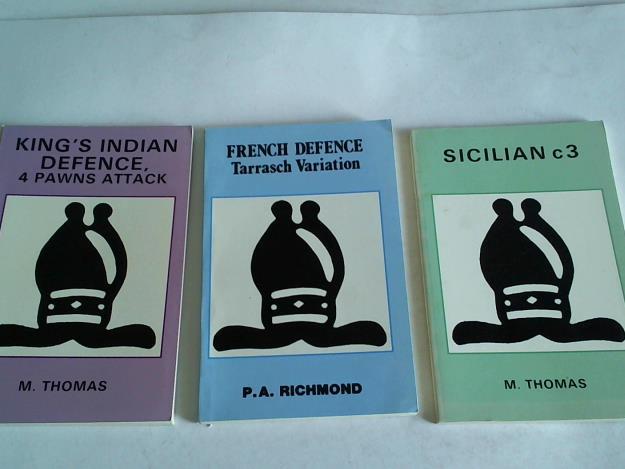 KING'S INDIAN
DEFENCE,
4 PAWNS ATTACK
M. THOMAS
FRENCH DEFENCE
Tarrasch Variation
P.A. RICHMOND
SICILIAN c3
M. THOMAS